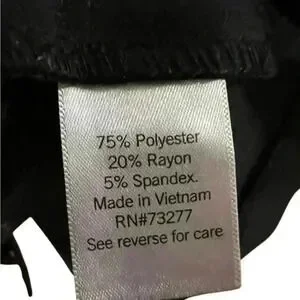 75% Polyester
20% Rayon
5% Spandex.
Made in Vietnam
RN#73277
See reverse for care